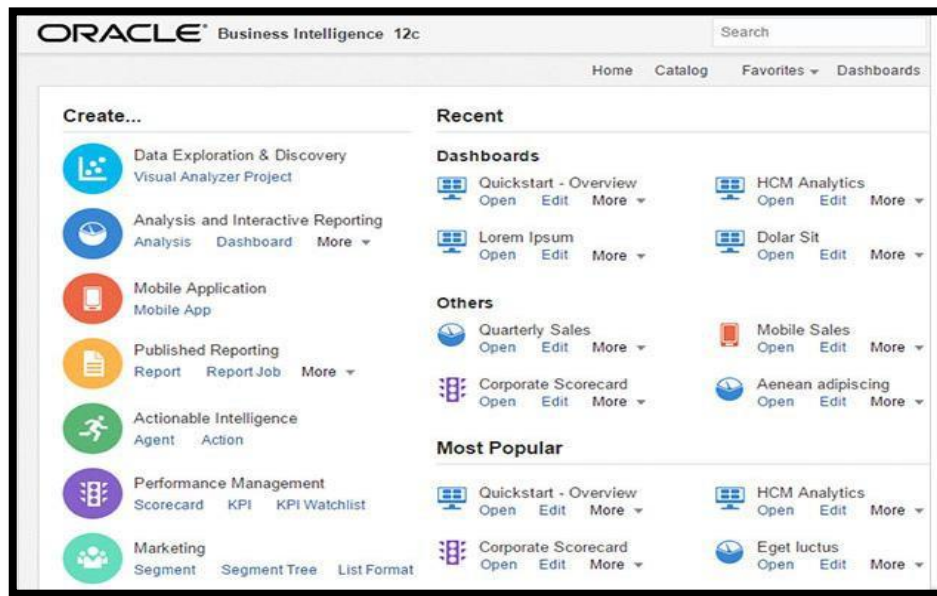 ORACLE Business Intelligence 12c
Search
Home Catalog Favorites Dashboards
Create...
Data Exploration & Discovery
Visual Analyzer Project
Analysis and Interactive Reporting
Analysis Dashboard More
Mobile Application
Mobile App
Published Reporting
Report Report Job More
Actionable Intelligence
Agent Action
Performance Management
Scorecard KPI KPI Watchlist
Marketing
Segment Segment Tree List Format
Recent
Dashboards
Quickstart - Overview HCM Analytics
Open Edit More Open Edit More
Lorem Ipsum Dolar Sit
Open Edit More Open Edit More
Others
Quarterly Sales Mobile Sales
Open Edit More Open Edit More
Corporate Scorecard Aenean adipiscing
Open Edit More Open Edit More
Most Popular
Quickstart - Overview HCM Analytics
Open Edit More Open Edit More
Corporate Scorecard Eget luctus
Open Edit More Open Edit More